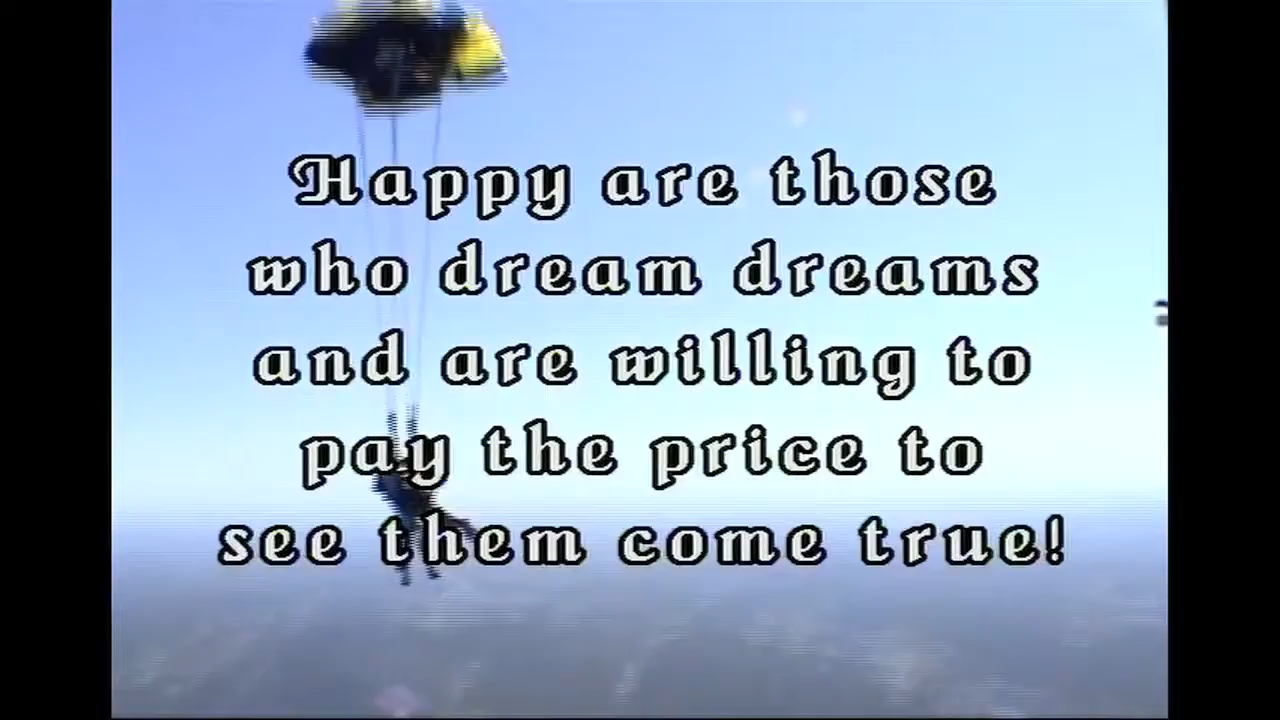 Happy are those
who dream dreams
and are willing to
pay the price to
see them come true!